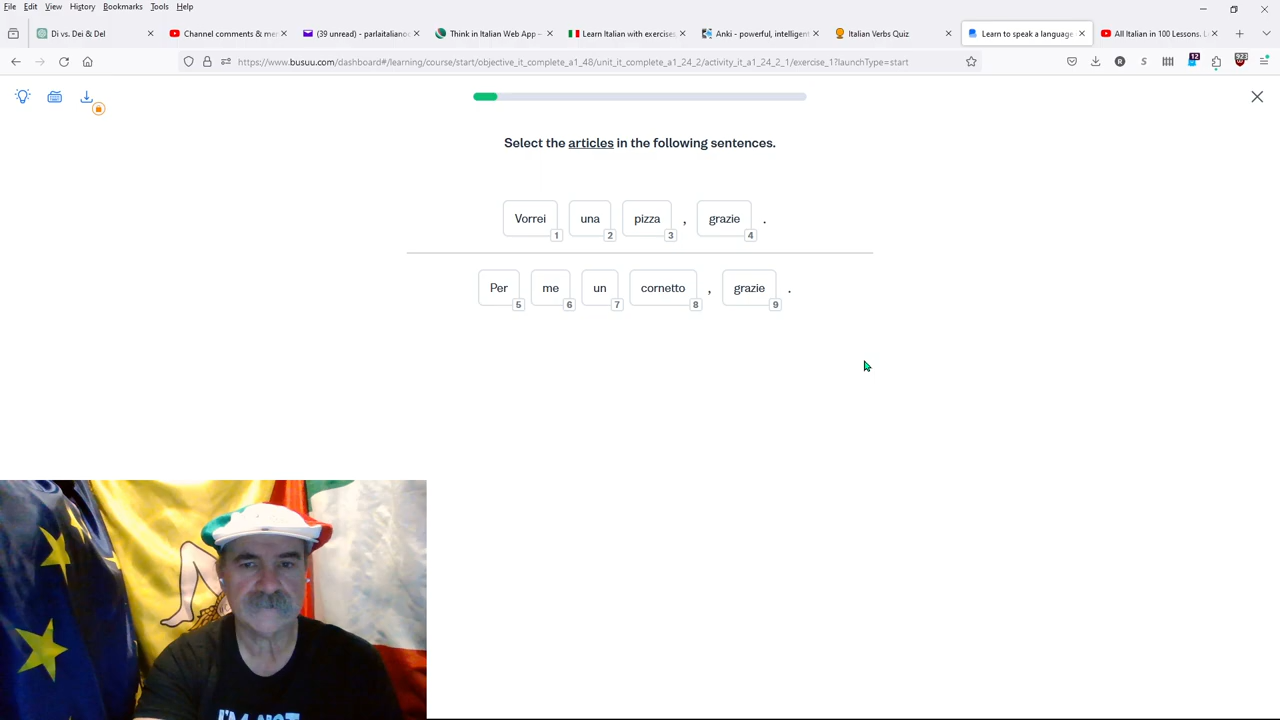 File Edit View History Bookmarks Tools Help
Di vs. Dei & Del
Channel comments & me
(39 unread) - parlaitaliano
Think in Italian Web App –
Learn Italian with exercises.
Anki - powerful, intelligent
Italian Verbs Quiz
Learn to speak a language
All Italian in 100 Lessons. L
https://www.busuu.com/dashboard#/learning/course/start/objective_it_complete_a1_48/unit_it_complete_a1_24_2/activity_it_a1_24_2_1/exercise_1?launchType=start
12
Select the articles in the following sentences.
Vorrei una pizza , grazie .
1 2 3 4
Per me un cornetto , grazie .
5 6 7 8 9
I'M NOT